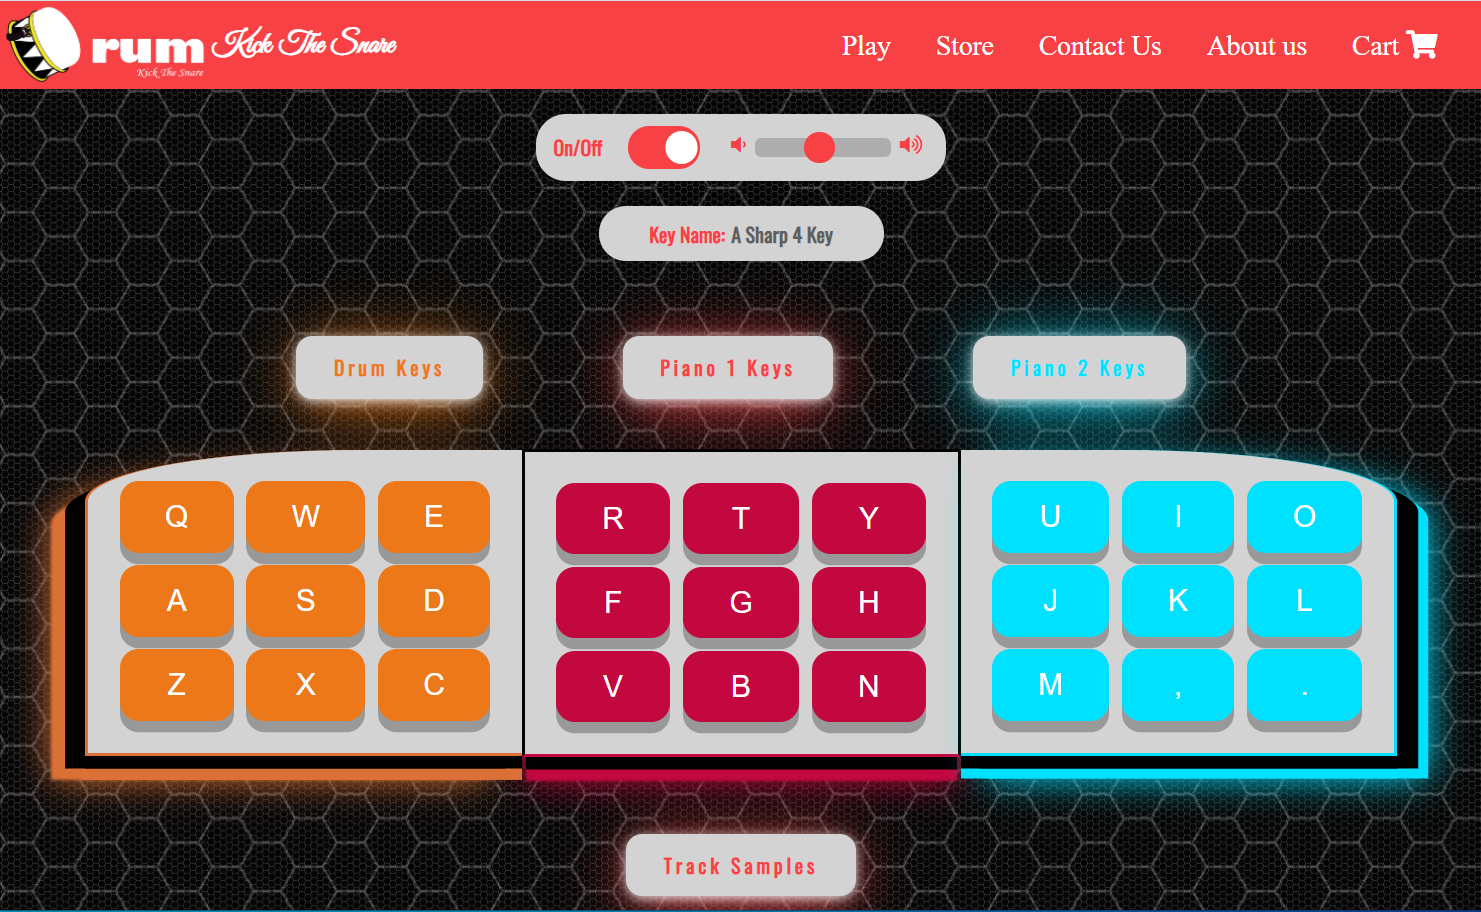 rum Kick The Snare
Kick The Snare
Play Store Contact Us About us Cart
On/Off
Key Name: A Sharp 4 Key
Drum Keys Piano 1 Keys Piano 2 Keys
Q W E R T Y U I O
A S D F G H J K L
Z X C V B N M , .
Track Samples